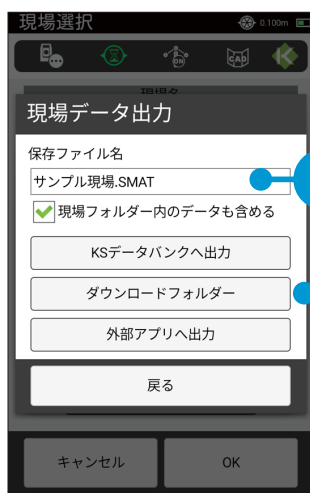 現場選択
0.100m
ON
CAD
現場名
現場データ出力
保存ファイル名
サンプル現場.SMAT
現場フォルダー内のデータも含める
KSデータバンクへ出力
ダウンロードフォルダー
外部アプリへ出力
戻る
キャンセル
OK